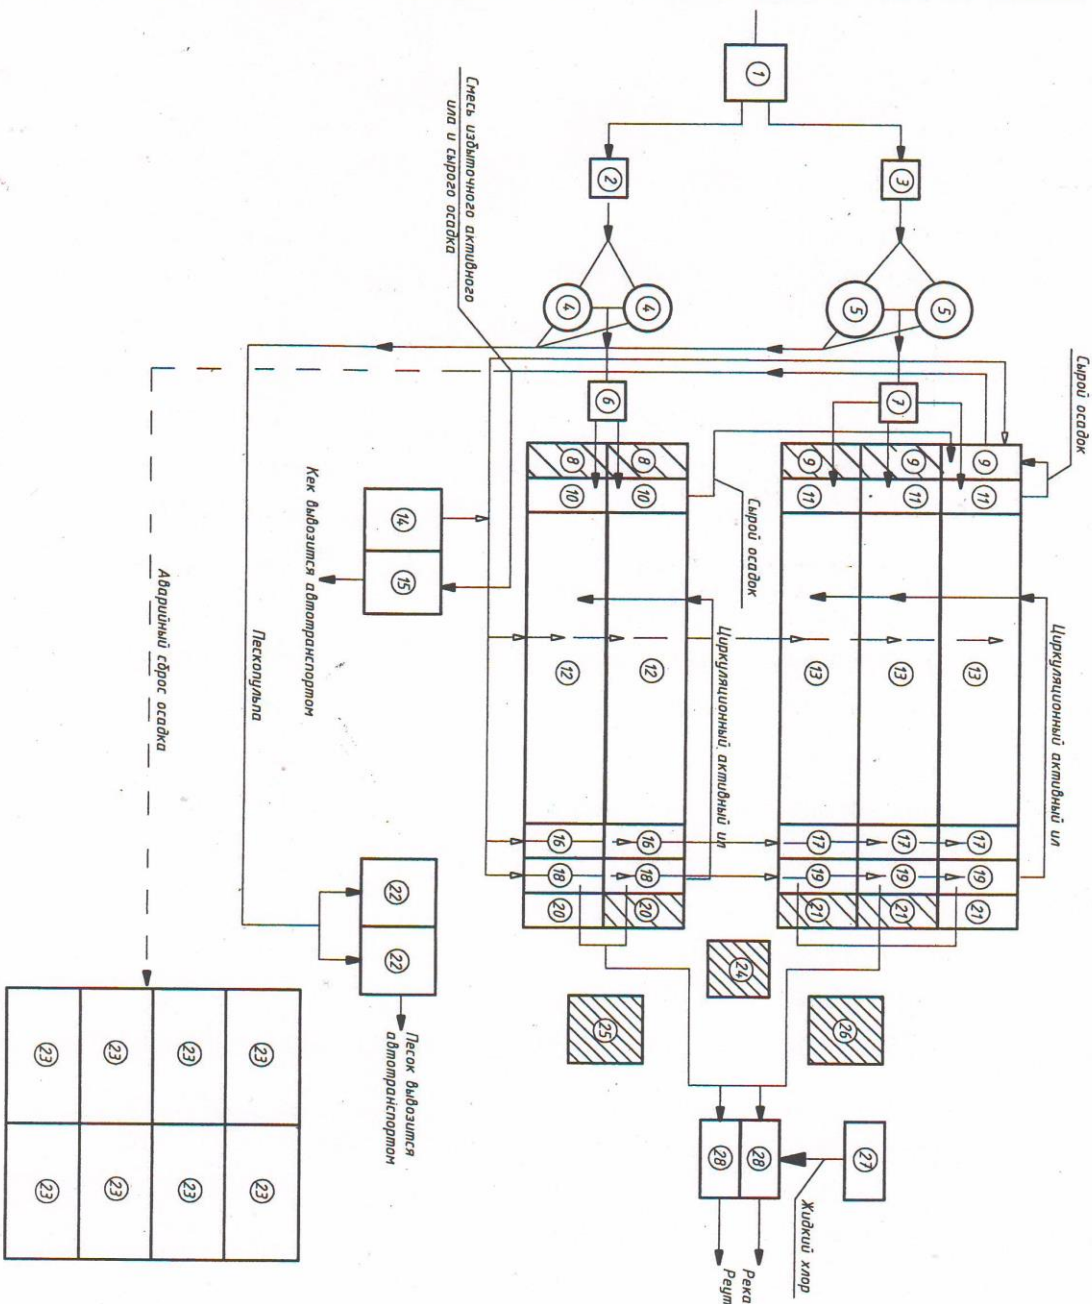 Сырой осадок
Циркуляционный активный ил
9 11 13 17 19 21
5
3 7 9 11 13 17 19 21
27
5
26
9 11 13 17 19 21
Жидкий хлор
1
28
Река
Реут
Сырой осадок
24
Циркуляционный активный ил
28
4 8 10 12 16 18 20
2 6 25
4 8 10 12 16 18 20
Смесь избыточного активного
ила и сырого осадка
14 15
22 22
Песок вывозится
автотранспортом
Кек вывозится автотранспортом
Пескопульпа
23 23
23 23
Аварийный сброс осадка
23 23
23 23